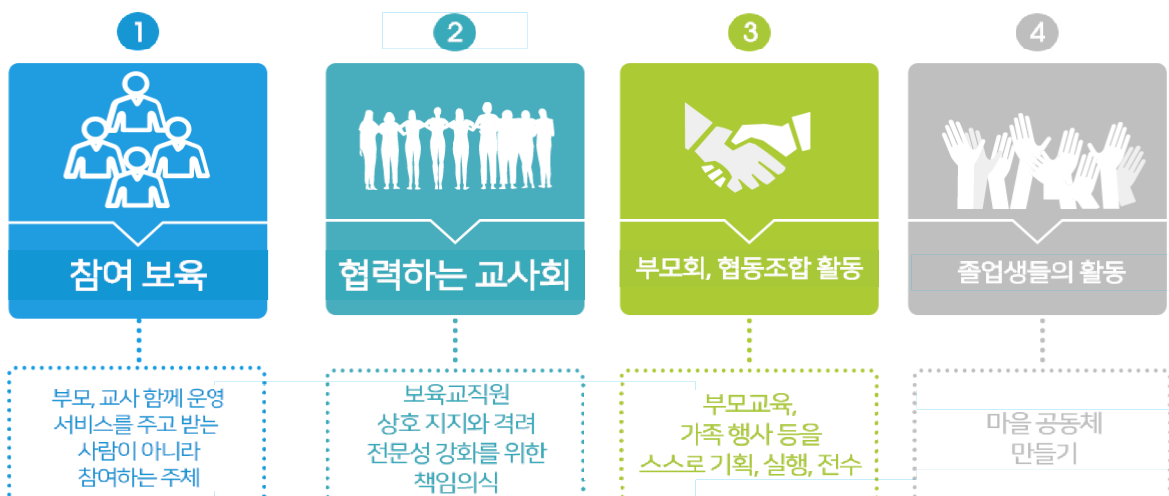 1
참여 보육
부모, 교사 함께 운영
서비스를 주고 받는
사람이 아니라
참여하는 주체
2
협력하는 교사회
보육교직원
상호 지지와 격려
전문성 강화를 위한
책임의식
3
부모회, 협동조합 활동
부모교육,
가족 행사 등을
스스로 기획, 실행, 전수
4
졸업생들의 활동
마을 공동체
만들기